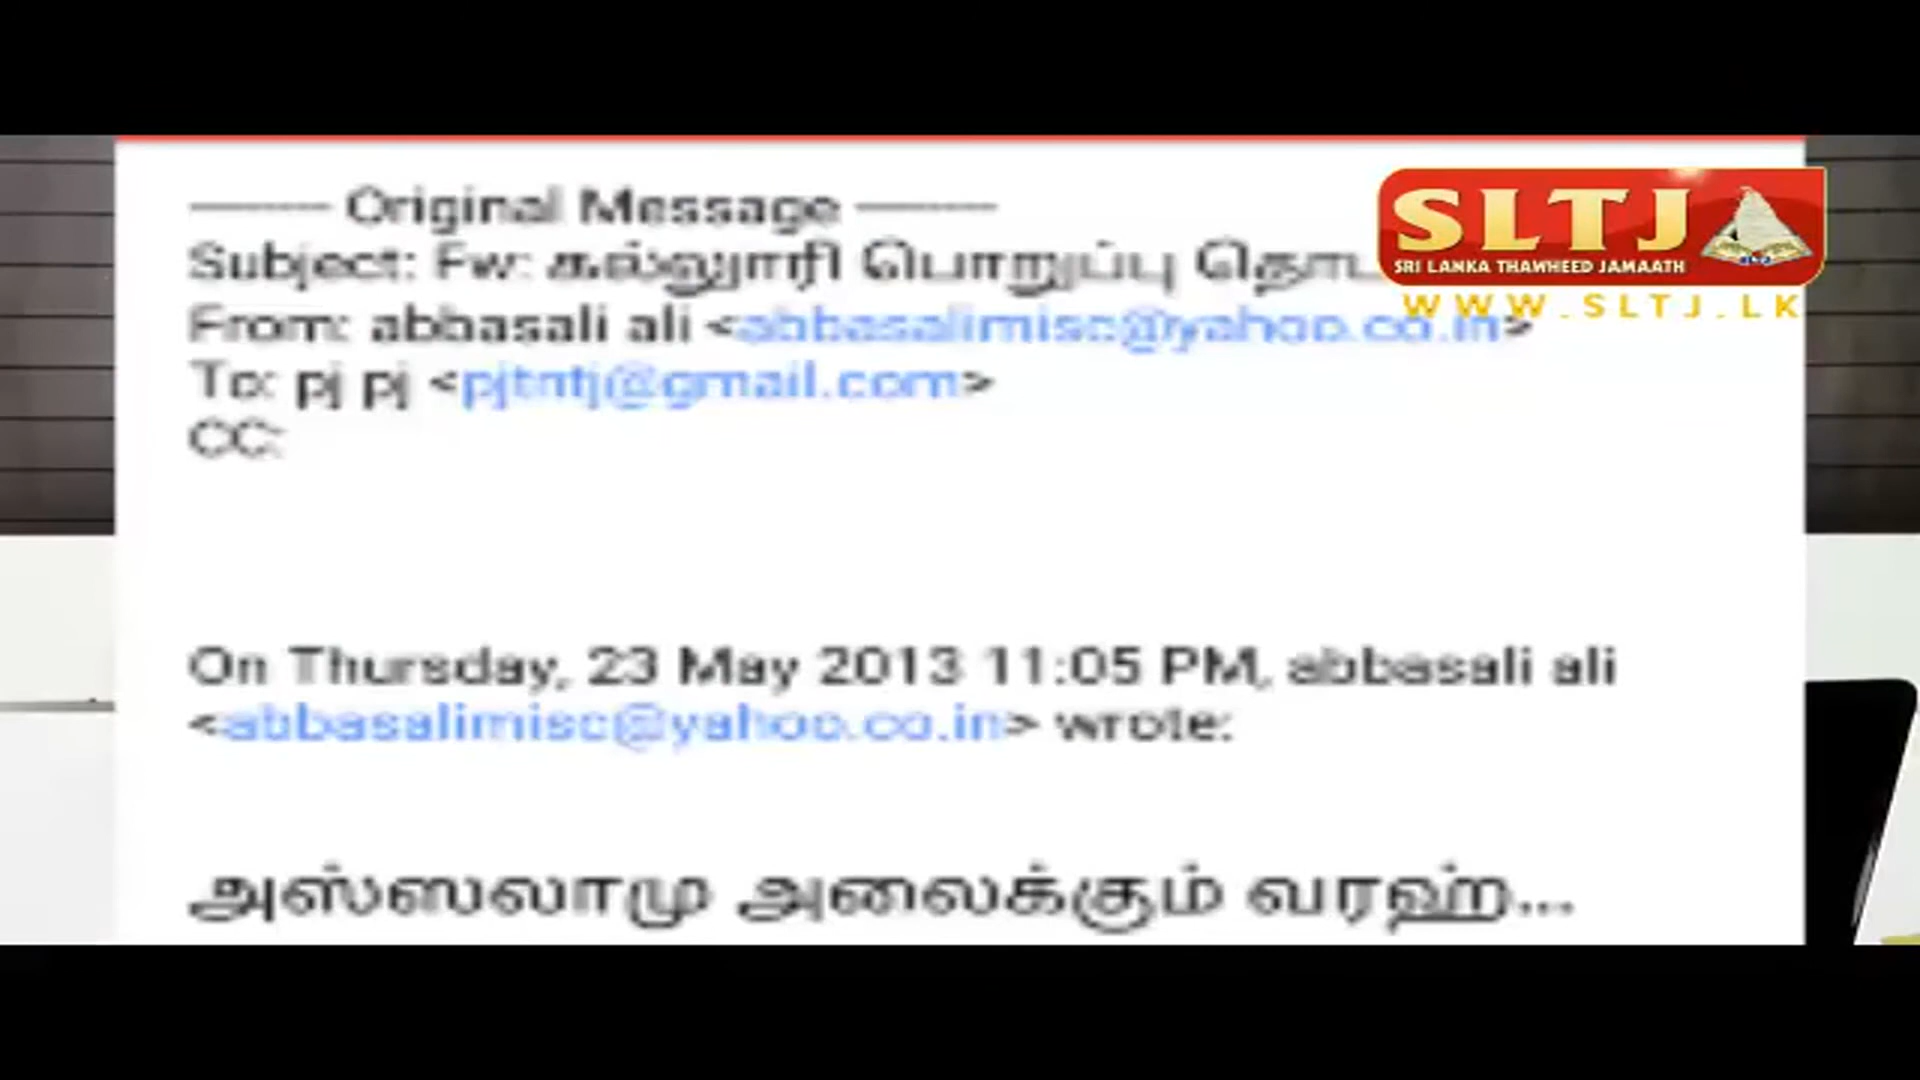 -------- Original Message --------
Subject: Fw: கல்லூரி பொறுப்பு
From: abbasali ali <abbasalimisc@yahoo.co.in>
To: pj pj <pjtntj@gmail.com>
CC:
On Thursday, 23 May 2013 11:05 PM, abbasali ali
<abbasalimisc@yahoo.co.in> wrote:
அஸ்ஸலாமு அலைக்கும் வரஹ்...
SLTJ
SRI LANKA THAWHEED JAMAATH
WWW.SLTJ.LK